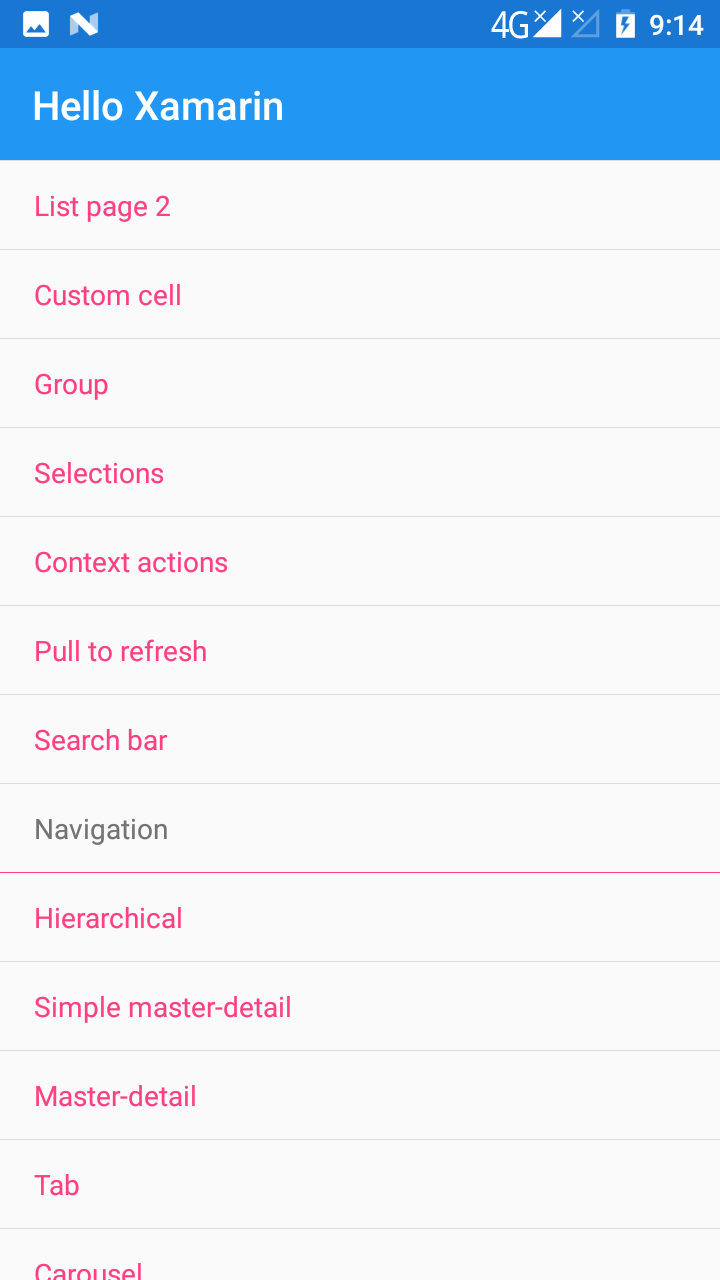 4G 9:14
Hello Xamarin
List page 2
Custom cell
Group
Selections
Context actions
Pull to refresh
Search bar
Navigation
Hierarchical
Simple master-detail
Master-detail
Tab
Carousel